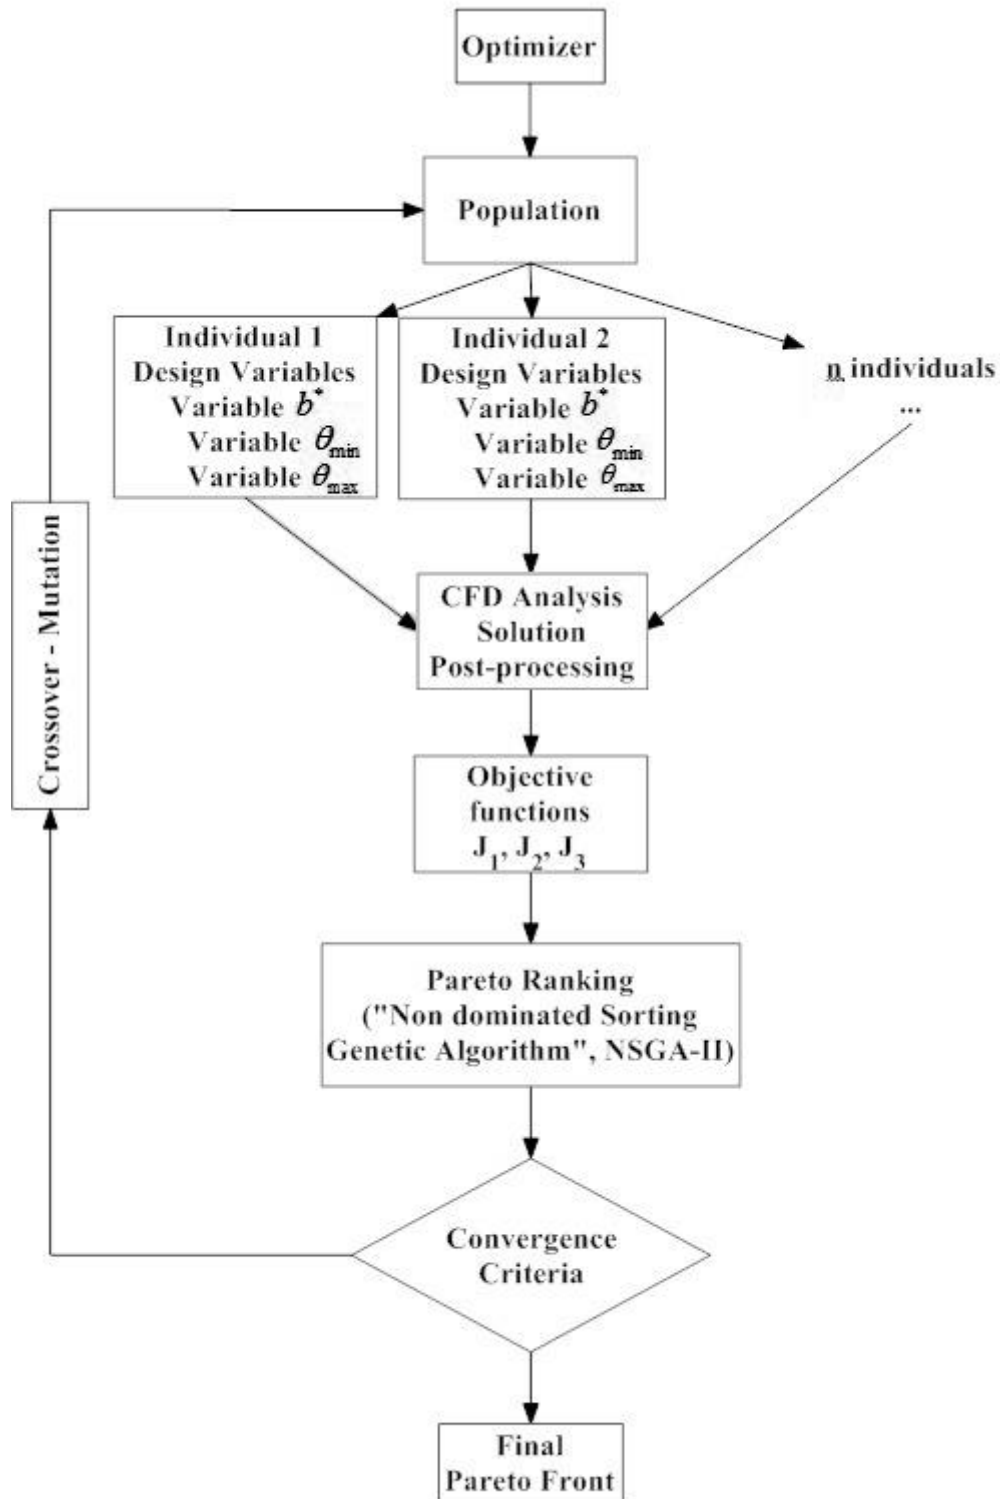 Optimizer
Population
Individual 1
Design Variables
Variable b*
Variable θmin
Variable θmax
Individual 2
Design Variables
Variable b*
Variable θmin
Variable θmax
n individuals
...
CFD Analysis
Solution
Post-processing
Crossover - Mutation
Objective
functions
J1, J2, J3
Pareto Ranking
("Non dominated Sorting
Genetic Algorithm", NSGA-II)
Convergence
Criteria
Final
Pareto Front